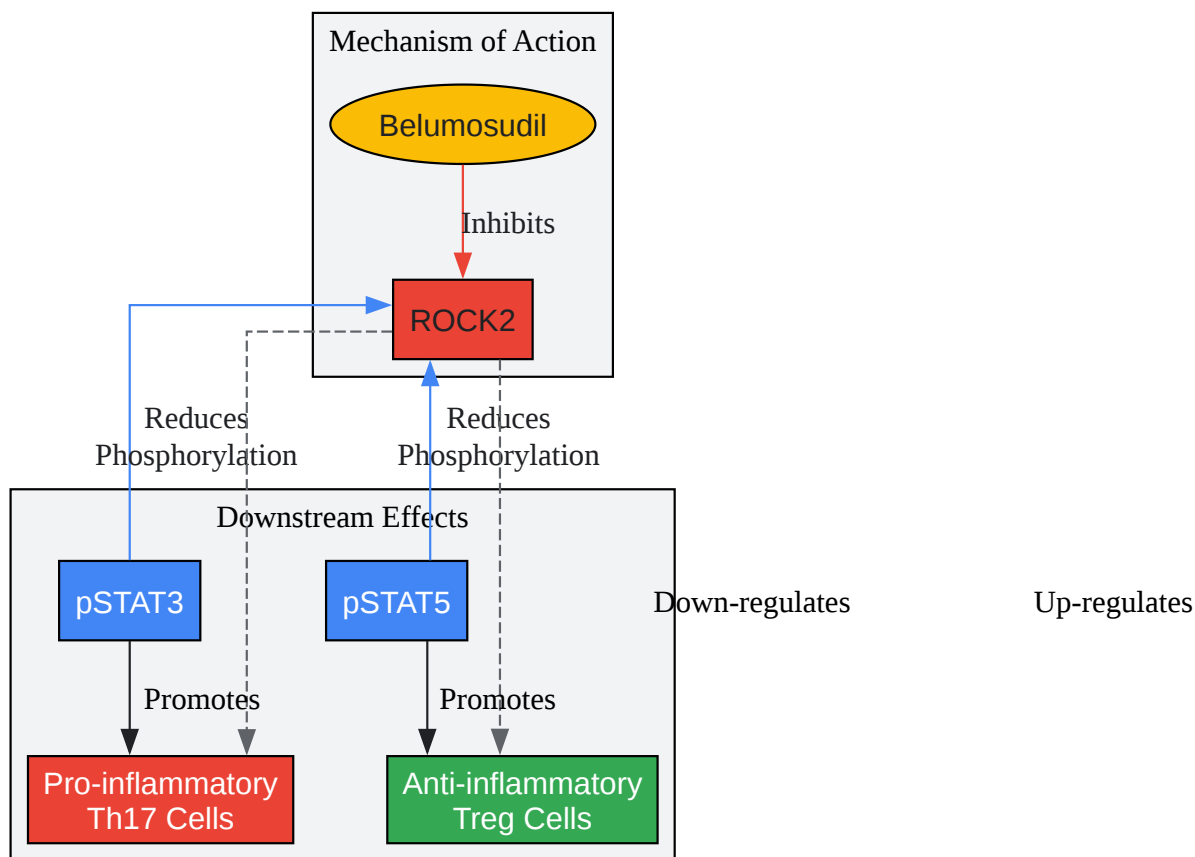 Mechanism of Action
Belumosudil
Inhibits
ROCK2
Reduces
Phosphorylation
Reduces
Phosphorylation
Downstream Effects
pSTAT3
pSTAT5
Down-regulates
Up-regulates
Promotes
Promotes
Pro-inflammatory
Th17 Cells
Anti-inflammatory
Treg Cells